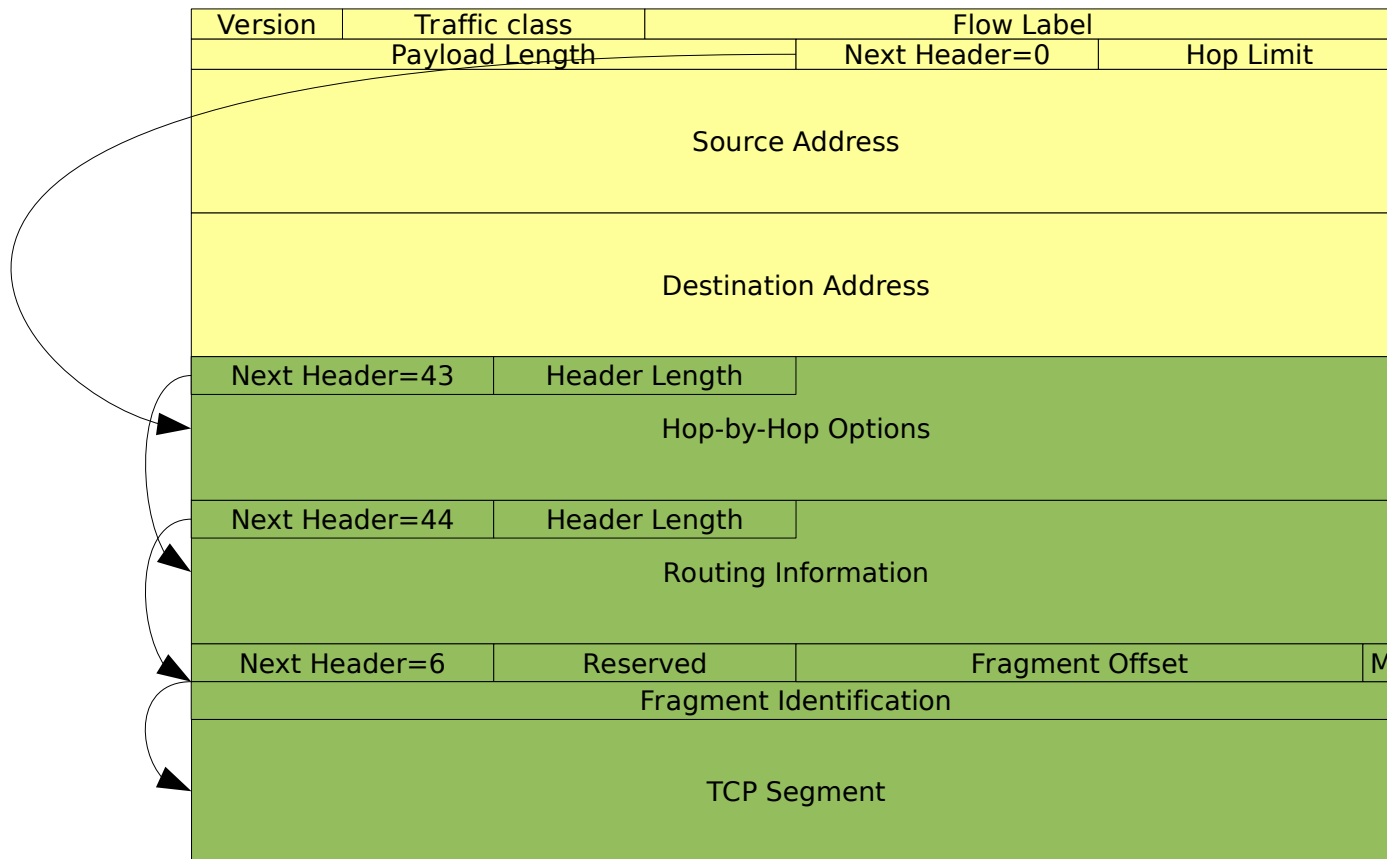 Version Traffic class Flow Label
Payload Length Next Header=0 Hop Limit
Source Address
Destination Address
Next Header=43 Header Length
Hop-by-Hop Options
Next Header=44 Header Length
Routing Information
Next Header=6 Reserved Fragment Offset M
Fragment Identification
TCP Segment